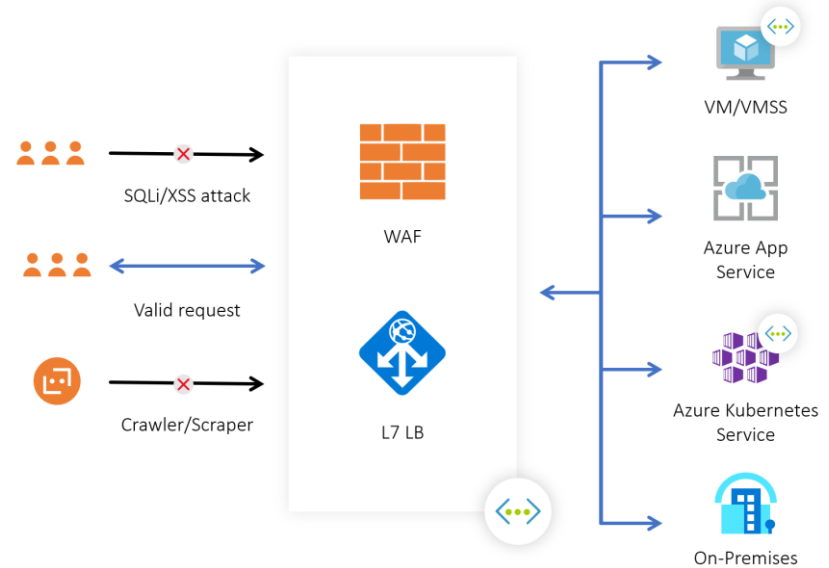 SQLi/XSS attack
Valid request
Crawler/Scraper
WAF
L7 LB
VM/VMSS
Azure App
Service
Azure Kubernetes
Service
On-Premises